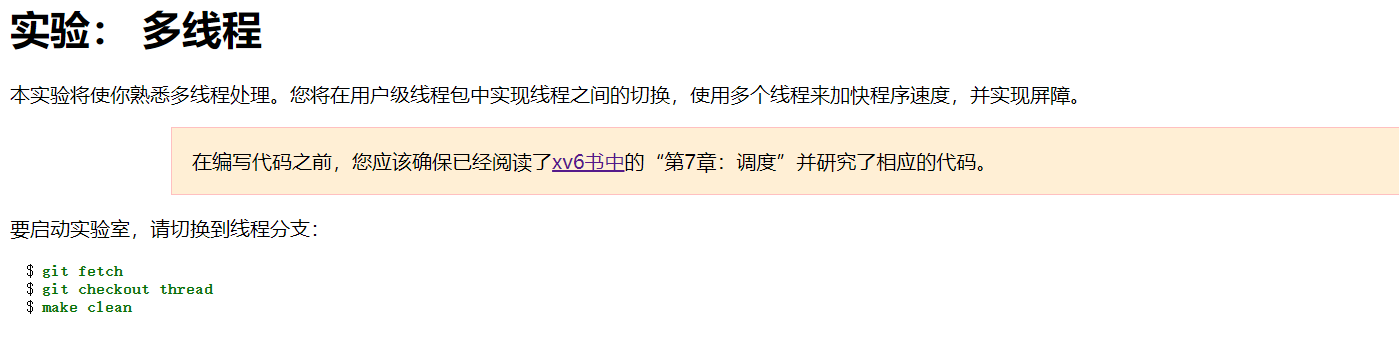 实验： 多线程
本实验将使你熟悉多线程处理。您将在用户级线程包中实现线程之间的切换，使用多个线程来加快程序速度，并实现屏障。
在编写代码之前，您应该确保已经阅读了xv6书中的“第7章：调度”并研究了相应的代码。
要启动实验室，请切换到线程分支：
$ git fetch
$ git checkout thread
$ make clean